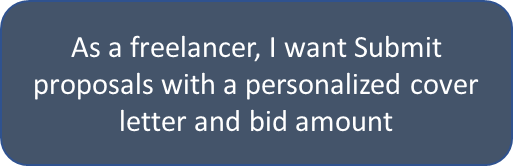 As a freelancer, I want Submit
proposals with a personalized cover
letter and bid amount